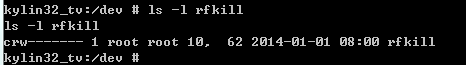 kylin32_tv:/dev # ls -l rfkill
ls -l rfkill
crw------- 1 root root 10,  62 2014-01-01 08:00 rfkill
kylin32_tv:/dev #